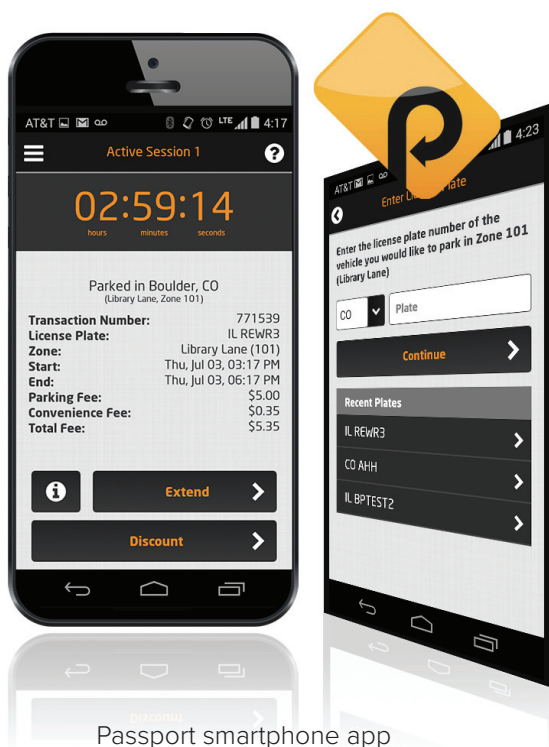 AT&T LTE 4:17
Active Session 1 ?
02:59:14
hours minutes seconds
Parked in Boulder, CO
(Library Lane, Zone 101)
Transaction Number: 771539
License Plate: IL REWR3
Zone: Library Lane (101)
Start: Thu, Jul 03, 03:17 PM
End: Thu, Jul 03, 06:17 PM
Parking Fee: $5.00
Convenience Fee: $0.35
Total Fee: $5.35
i Extend
Discount
P
AT&T 4:23
Enter Plate
Enter the license plate number of the
vehicle you would like to park in Zone 101
(Library Lane)
CO Plate
Continue
Recent Plates
IL REWR3
CO AHH
IL BPTEST2
Passport smartphone app